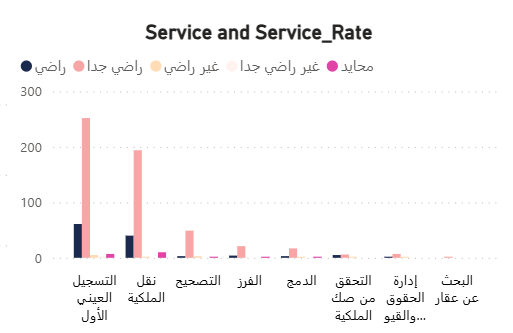 Service and Service_Rate
راضي راضي جدا غير راضي غير راضي جدا محايد
300
200
100
0
التسجيل العيني الأول
نقل الملكية
التصحيح
الفرز
الدمج
التحقق من صك الملكية
إدارة الحقوق والقيو...
البحث عن عقار